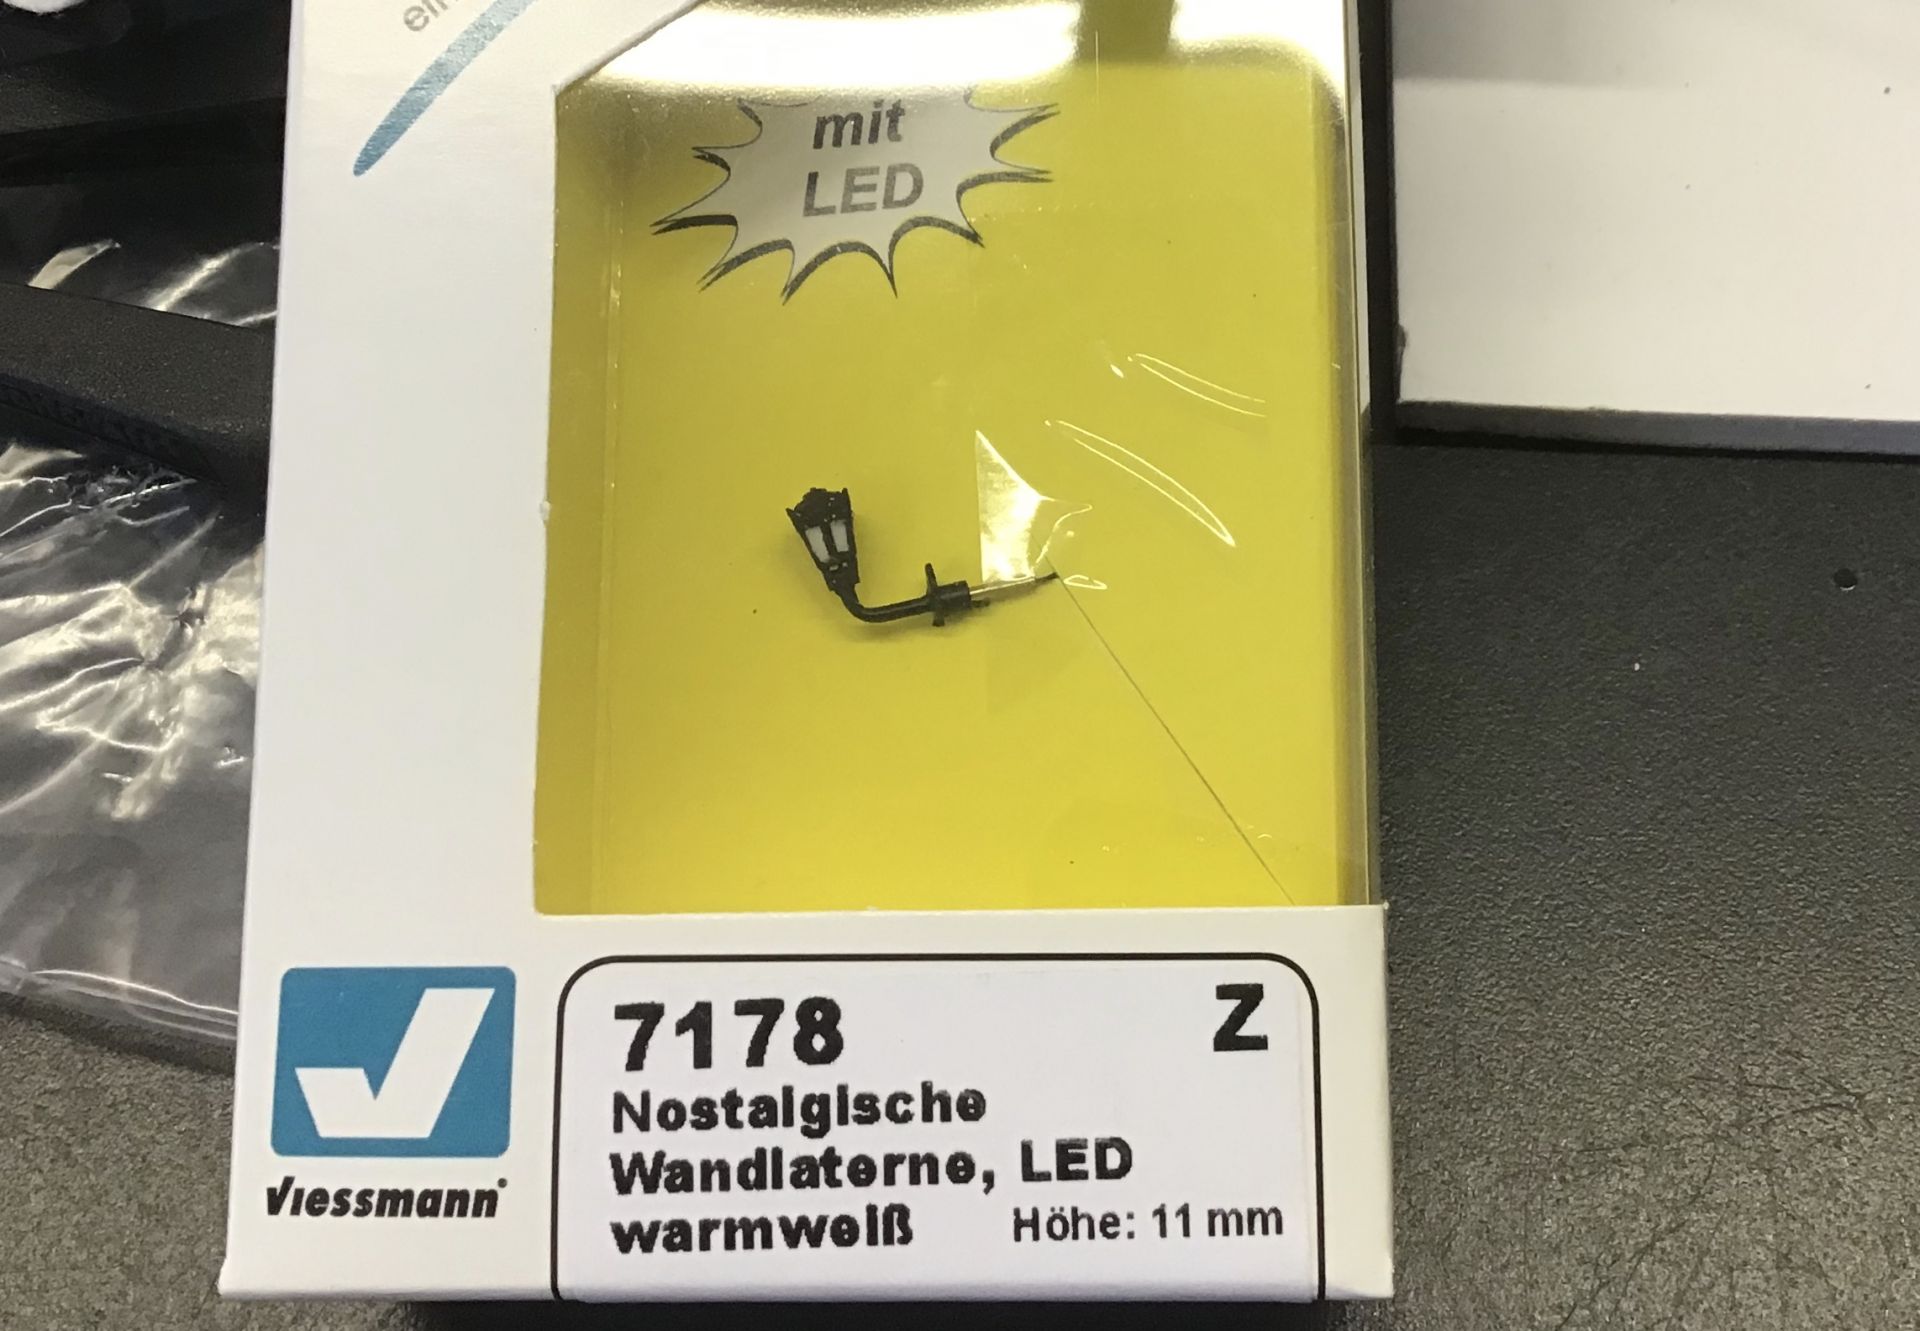 mit
LED
7178
Z
Nostalgische
Wandlaterne, LED
warmweiß
Höhe: 11 mm
Viessmann